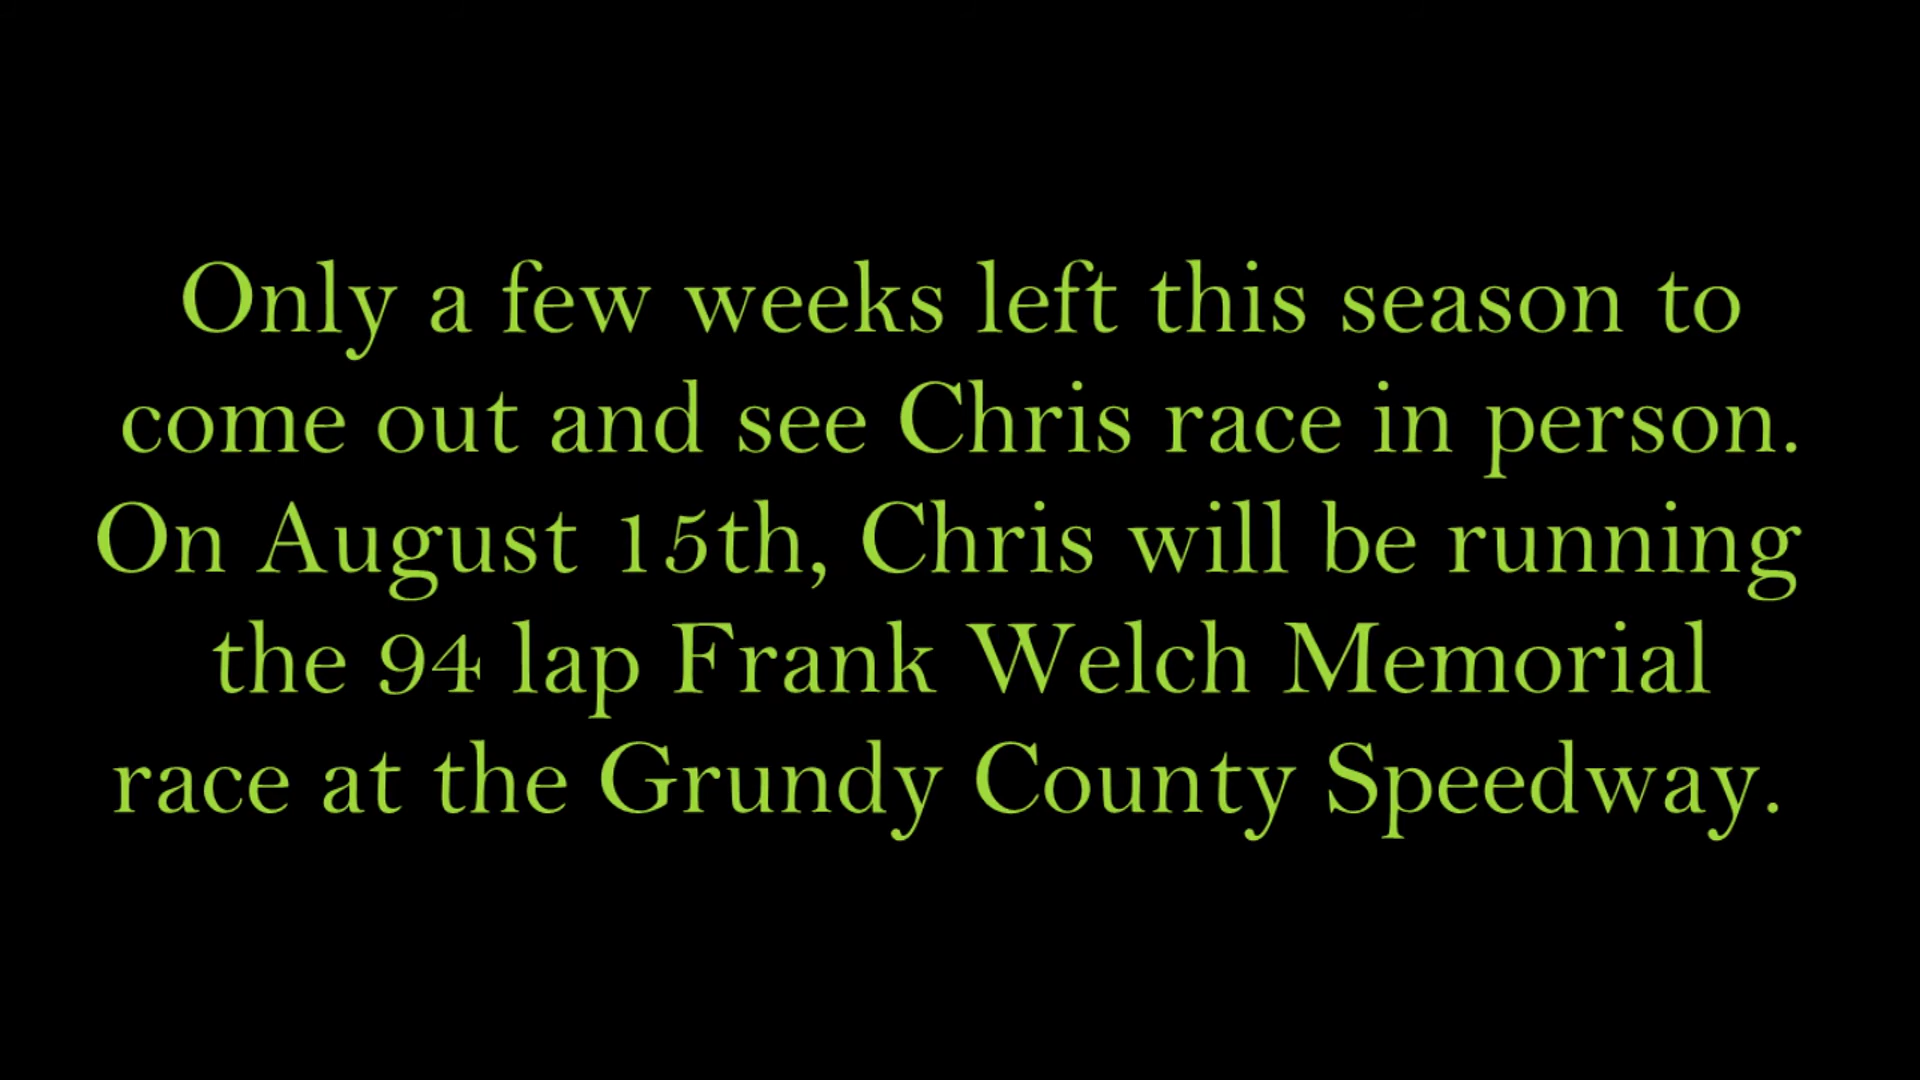 Only a few weeks left this season to
come out and see Chris race in person.
On August 15th, Chris will be running
the 94 lap Frank Welch Memorial
race at the Grundy County Speedway.